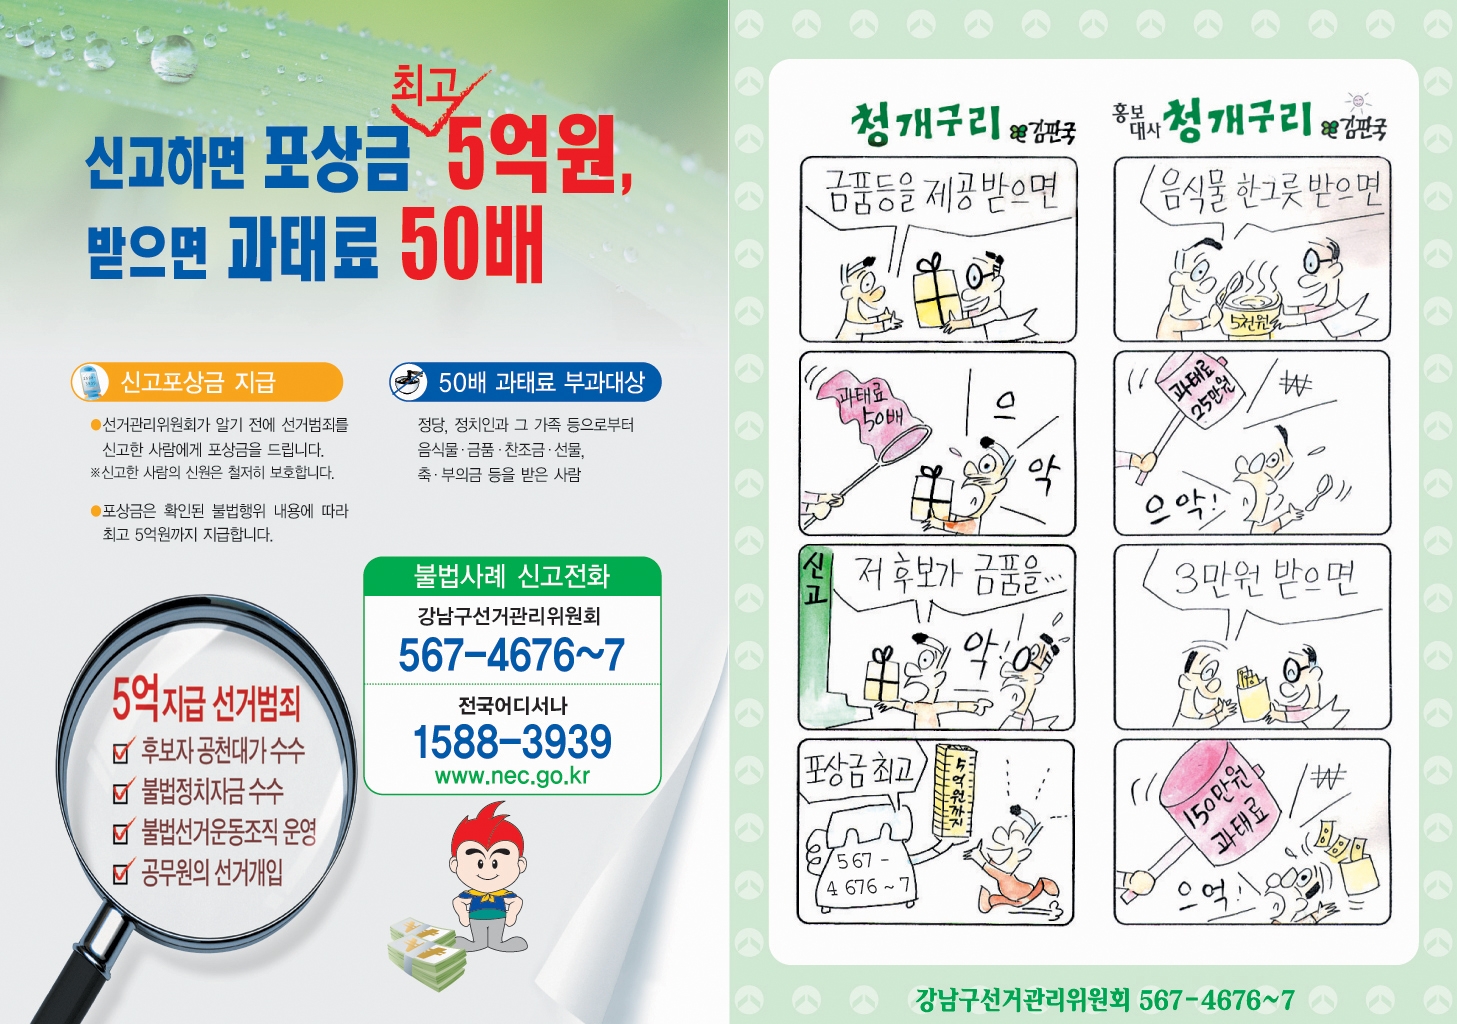 최고
신고하면 포상금 5억원,
받으면 과태료 50배
신고포상금 지급
●선거관리위원회가 알기 전에 선거범죄를
신고한 사람에게 포상금을 드립니다.
※신고한 사람의 신원은 철저히 보호합니다.
●포상금은 확인된 불법행위 내용에 따라
최고 5억원까지 지급합니다.
50배 과태료 부과대상
정당, 정치인과 그 가족 등으로부터
음식물·금품·찬조금·선물,
축·부의금 등을 받은 사람
불법사례 신고전화
강남구선거관리위원회
567-4676~7
전국어디서나
1588-3939
www.nec.go.kr
5억지급 선거범죄
후보자 공천대가 수수
불법정치자금 수수
불법선거운동조직 운영
공무원의 선거개입
청개구리 김판국
금품등을 제공받으면
과태료
50배
으
악
신고
저 후보가 금품을...
악!
포상금 최고
5억원까지
567-
4676~7
홍보
대사 청개구리 김판국
음식물 한그릇 받으면
5천원
과태료
25만원
₩
으악!
3만원 받으면
150만원
과태료
₩
으억!
강남구선거관리위원회 567-4676~7